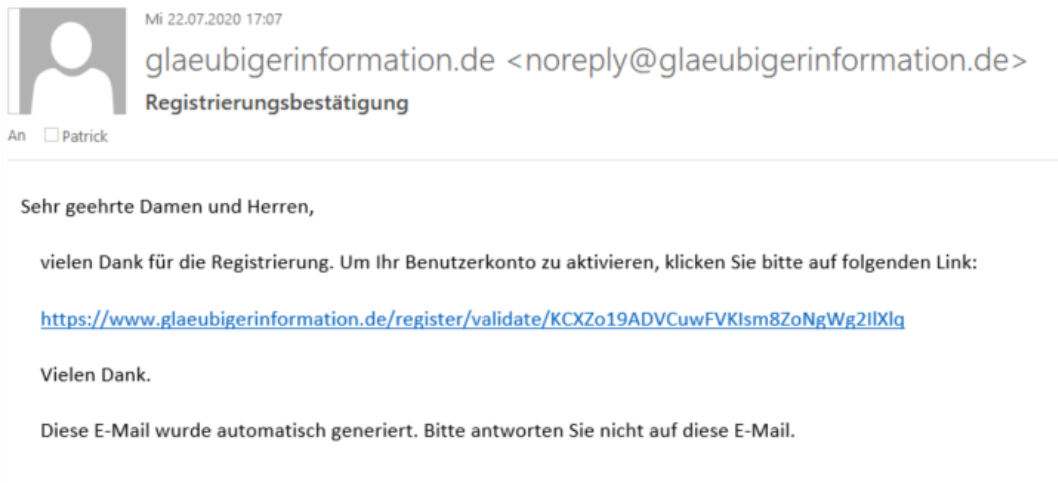 Mi 22.07.2020 17:07
glaeubigerinformation.de <noreply@glaeubigerinformation.de>
Registrierungsbestätigung
An Patrick
Sehr geehrte Damen und Herren,
vielen Dank für die Registrierung. Um Ihr Benutzerkonto zu aktivieren, klicken Sie bitte auf folgenden Link:
https://www.glaeubigerinformation.de/register/validate/KCXZo19ADVCuwFVKIsm8ZoNgWg2IlXlq
Vielen Dank.
Diese E-Mail wurde automatisch generiert. Bitte antworten Sie nicht auf diese E-Mail.